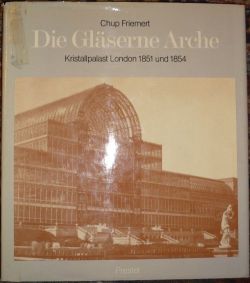 Chup Friemert
Die Gläserne Arche
Kristallpalast London 1851 und 1854
Prestel